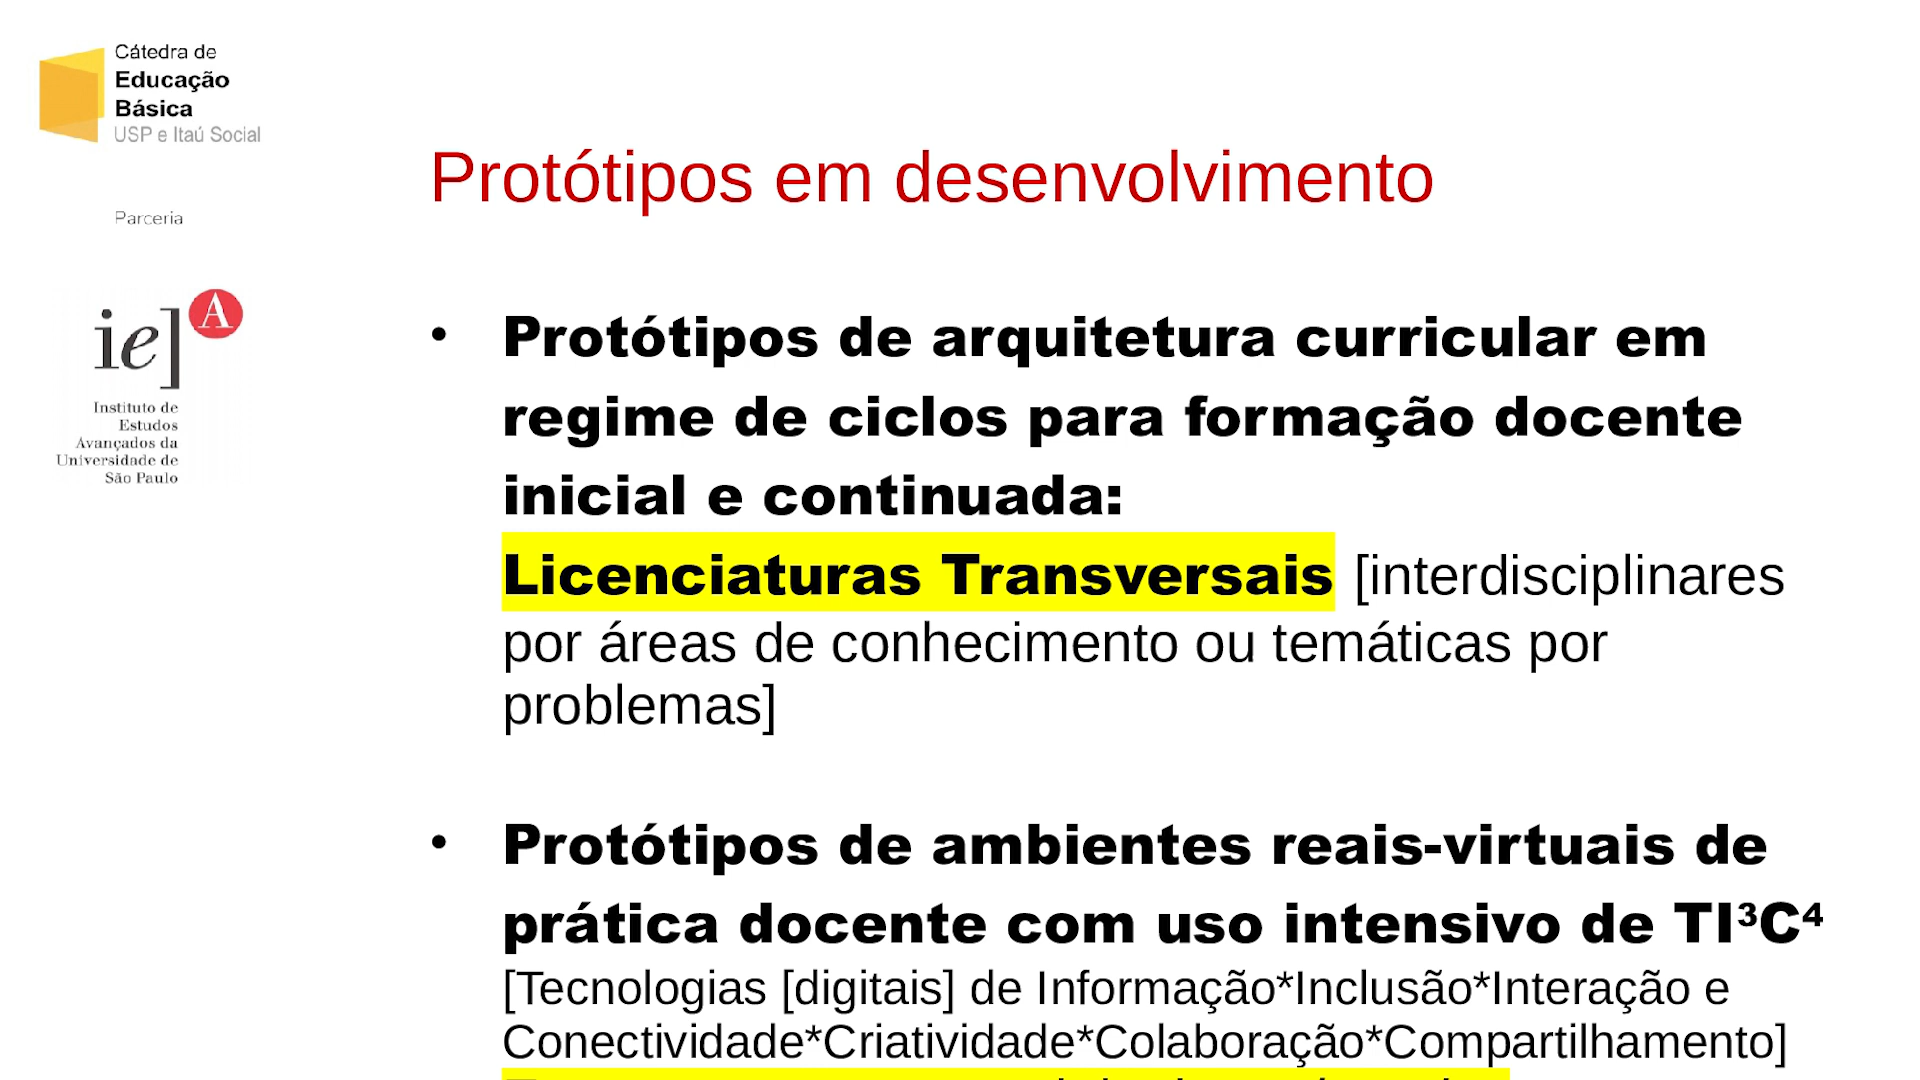 Cátedra de
Educação
Básica
USP e Itaú Social
Parceria
ie] A
Instituto de
Estudos
Avançados da
Universidade de
São Paulo
Protótipos em desenvolvimento
• Protótipos de arquitetura curricular em
regime de ciclos para formação docente
inicial e continuada:
Licenciaturas Transversais [interdisciplinares
por áreas de conhecimento ou temáticas por
problemas]
• Protótipos de ambientes reais-virtuais de
prática docente com uso intensivo de TI³C⁴
[Tecnologias [digitais] de Informação*Inclusão*Interação e
Conectividade*Criatividade*Colaboração*Compartilhamento]